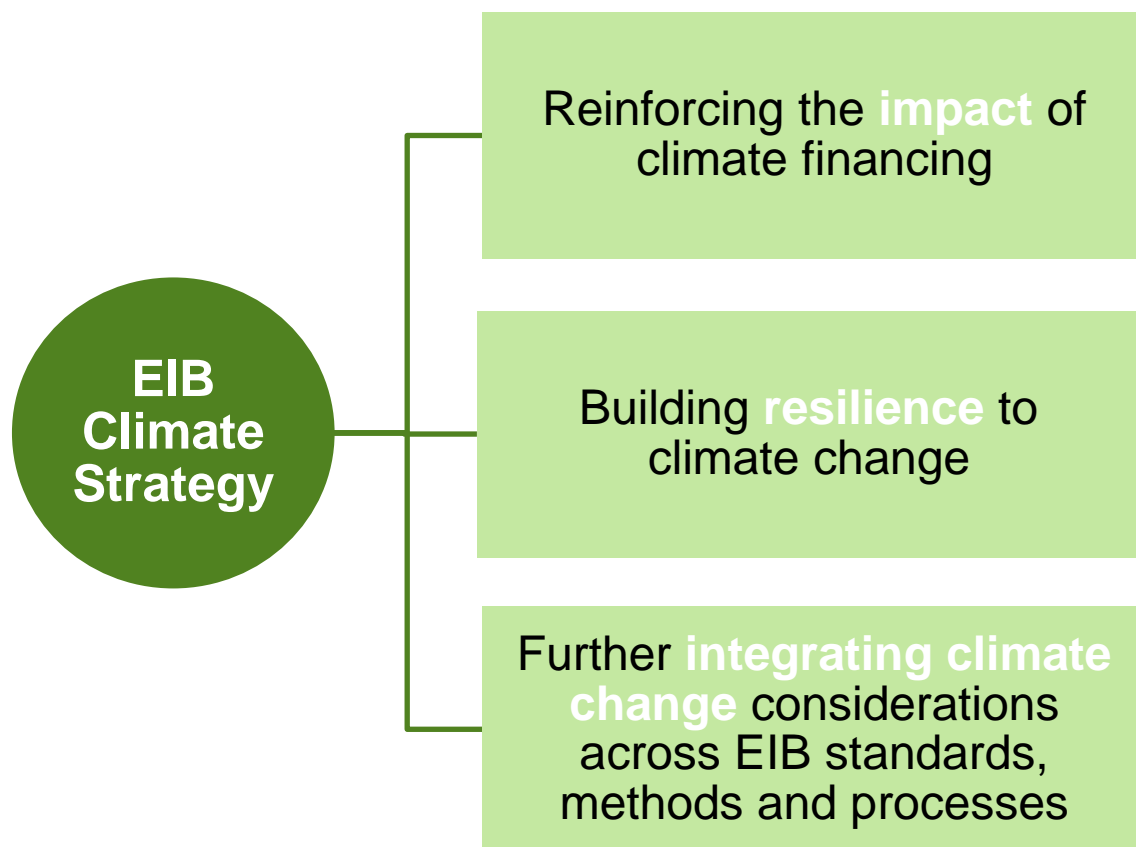 EIB
Climate
Strategy
Reinforcing the impact of
climate financing
Building resilience to
climate change
Further integrating climate
change considerations
across EIB standards,
methods and processes